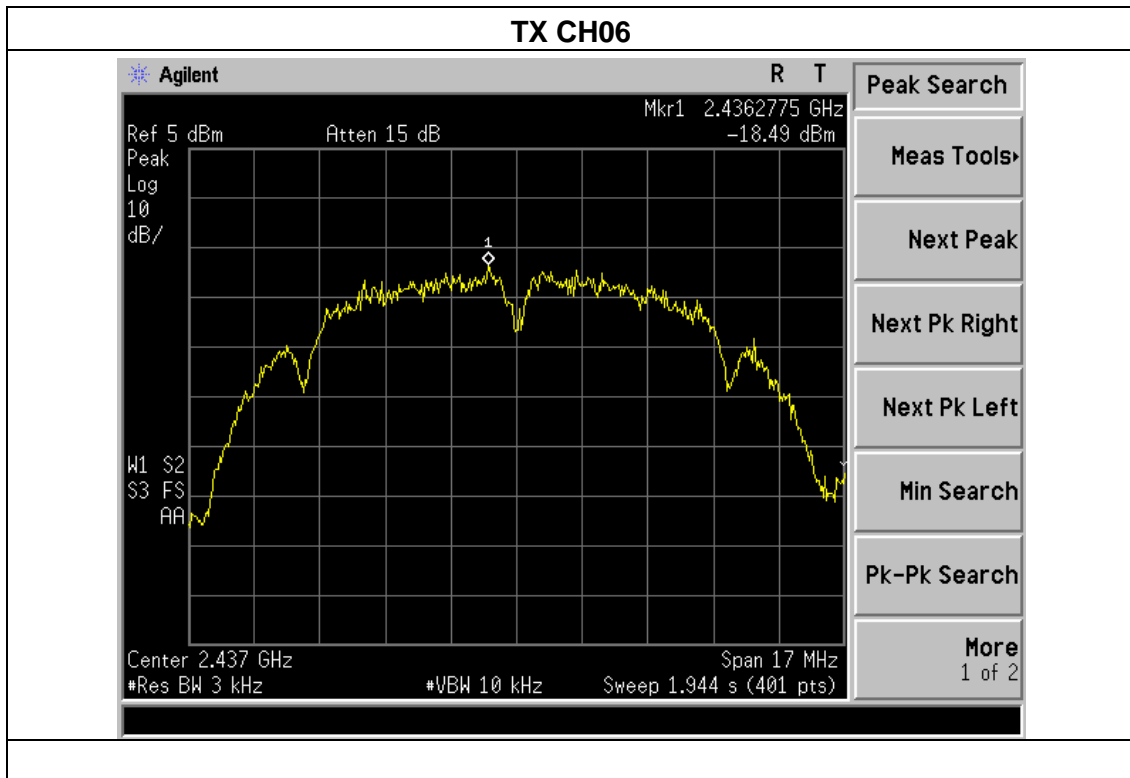 TX CH06
Agilent R T
Peak Search
Mkr1 2.4362775 GHz
Ref 5 dBm Atten 15 dB -18.49 dBm
Peak
Log
10
dB/
1
W1 S2
S3 FS
AA
Center 2.437 GHz Span 17 MHz
#Res BW 3 kHz #VBW 10 kHz Sweep 1.944 s (401 pts)
Meas Tools
Next Peak
Next Pk Right
Next Pk Left
Min Search
Pk-Pk Search
More
1 of 2